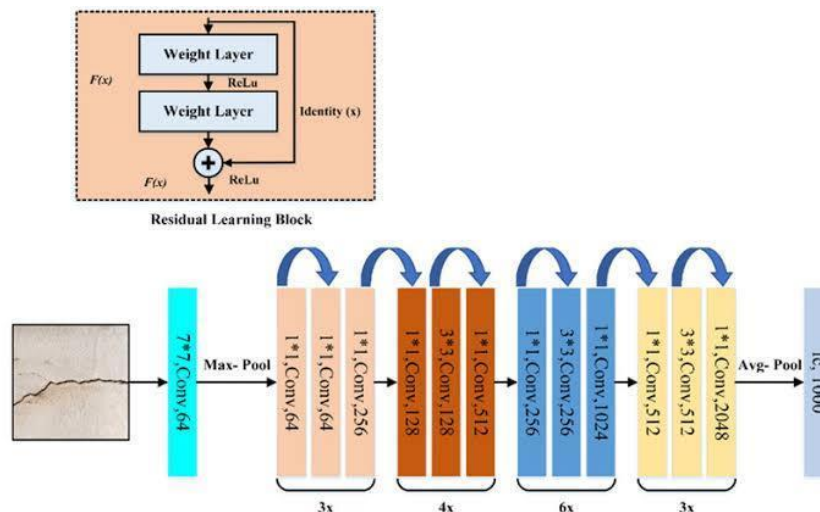 Weight Layer
F(x)
ReLu
Weight Layer
Identity (x)
+
F(x)
ReLu
Residual Learning Block
7*7,Conv,64
Max- Pool
1*1,Conv,64
1*1,Conv,64
1*1,Conv,256
1*1,Conv,128
3*3,Conv,128
1*1,Conv,512
1*1,Conv,256
3*3,Conv,256
1*1,Conv,1024
1*1,Conv,512
3*3,Conv,512
1*1,Conv,2048
Avg- Pool
3x
4x
6x
3x